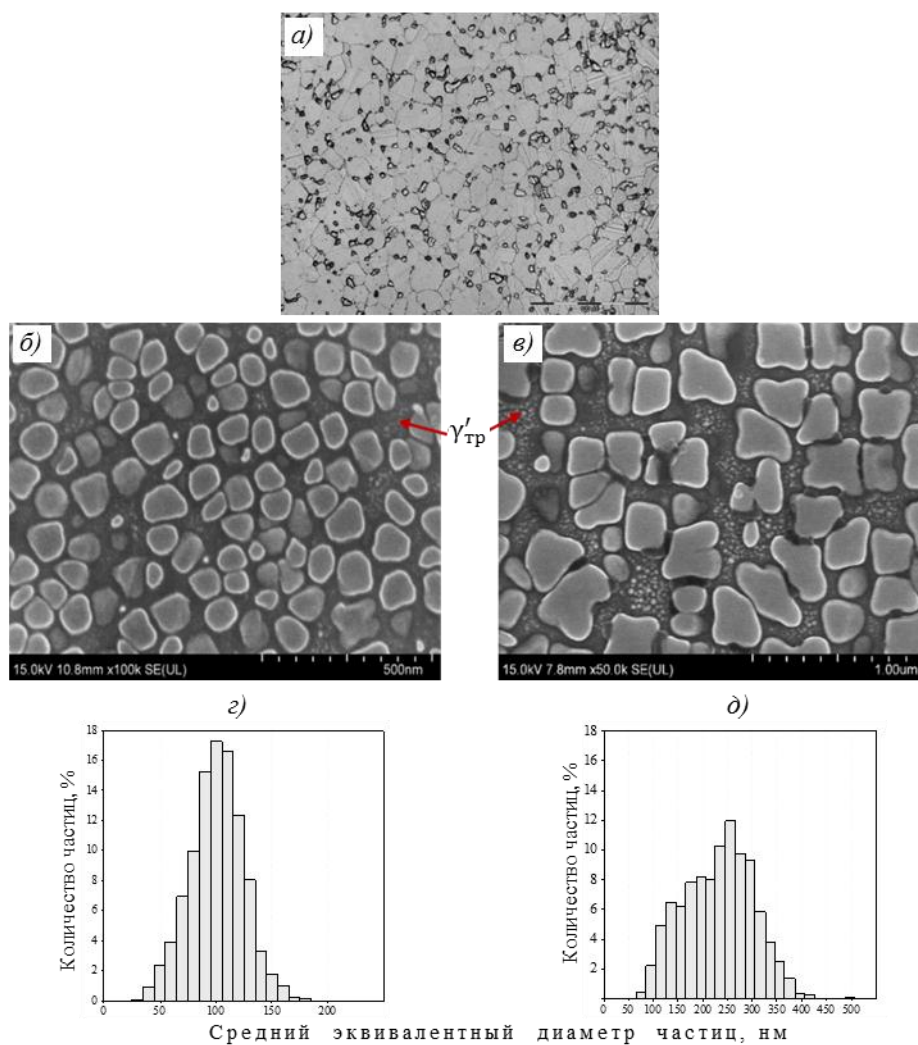 а)
б)
в)
γ′тр
15.0kV 10.8mm x100k SE(UL)
500nm
15.0kV 7.8mm x50.0k SE(UL)
1.00um
г)
д)
Количество частиц, %
18
16
14
12
10
8
6
4
2
0
0
50
100
150
200
Количество частиц, %
18
16
14
12
10
8
6
4
2
0
50
100
150
200
250
300
350
400
450
500
Средний эквивалентный диаметр частиц, нм